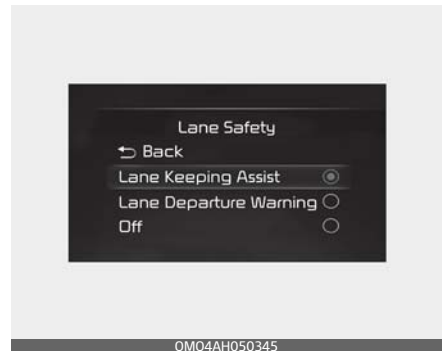 Lane Safety
Back
Lane Keeping Assist
Lane Departure Warning
Off
OMO4AH050345